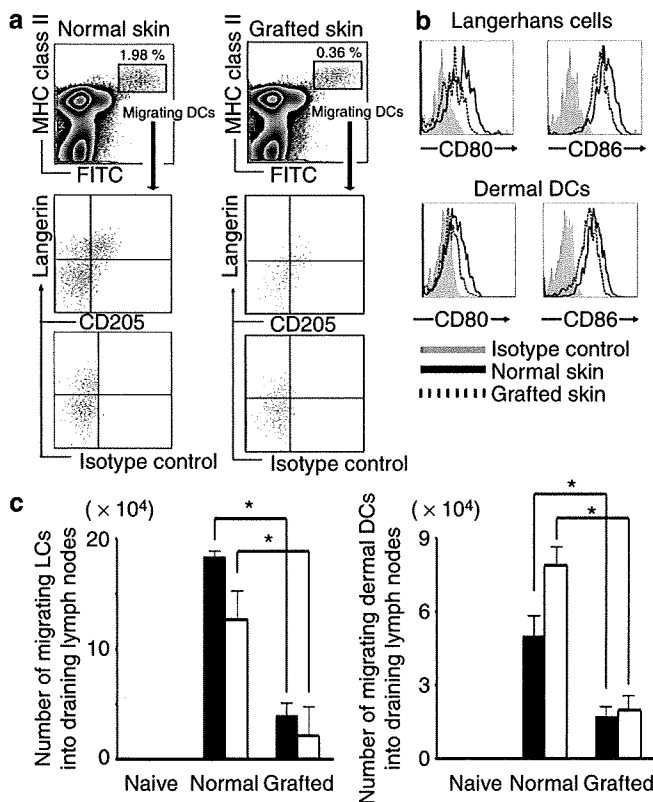 a
Normal skin
Grafted skin
MHC class II
1.98 %
Migrating DCs
FITC
MHC class II
0.36 %
Migrating DCs
FITC
Langerin
CD205
Isotype control
Langerin
CD205
Isotype control
b
Langerhans cells
CD80
CD86
Dermal DCs
CD80
CD86
Isotype control
Normal skin
Grafted skin
c
(× 10⁴)
Number of migrating LCs
into draining lymph nodes
20
10
0
*
*
Naive Normal Grafted
(× 10⁴)
Number of migrating dermal DCs
into draining lymph nodes
9
6
3
0
*
*
Naive Normal Grafted